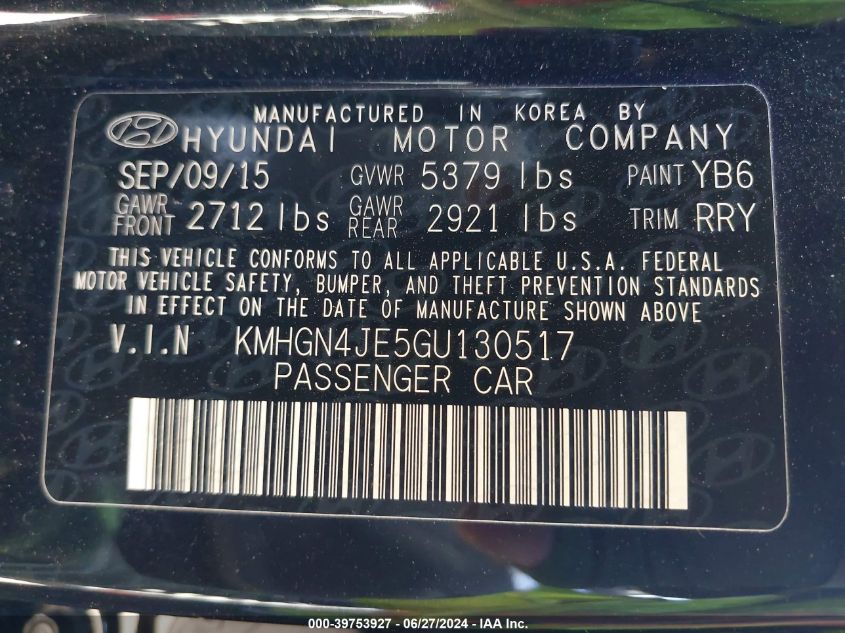 MANUFACTURED IN KOREA BY
HYUNDAI MOTOR COMPANY
SEP/09/15 GVWR 5379 lbs PAINT YB6
GAWR FRONT 2712 lbs GAWR REAR 2921 lbs TRIM RRY
THIS VEHICLE CONFORMS TO ALL APPLICABLE U.S.A. FEDERAL
MOTOR VEHICLE SAFETY, BUMPER, AND THEFT PREVENTION STANDARDS
IN EFFECT ON THE DATE OF MANUFACTURE SHOWN ABOVE
V.I.N KMHGN4JE5GU130517
PASSENGER CAR
000-39753927 - 06/27/2024 - IAA Inc.